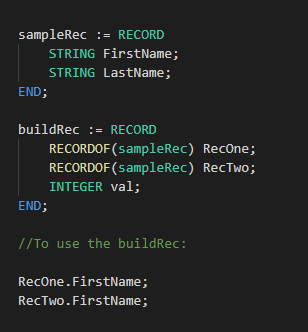 sampleRec := RECORD
    STRING FirstName;
    STRING LastName;
END;

buildRec := RECORD
    RECORDOF(sampleRec) RecOne;
    RECORDOF(sampleRec) RecTwo;
    INTEGER val;
END;

//To use the buildRec:

RecOne.FirstName;
RecTwo.FirstName;